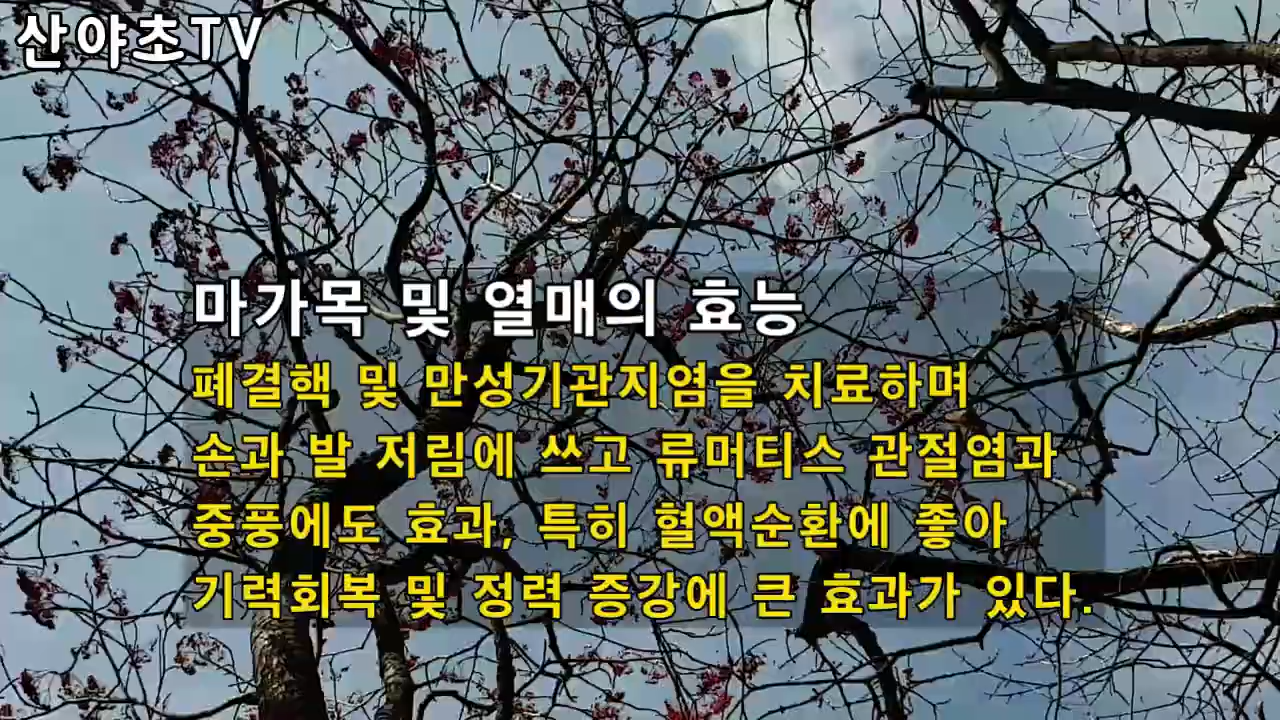 산야초TV
마가목 및 열매의 효능
폐결핵 및 만성기관지염을 치료하며
손과 발 저림에 쓰고 류머티스 관절염과
중풍에도 효과, 특히 혈액순환에 좋아
기력회복 및 정력 증강에 큰 효과가 있다.